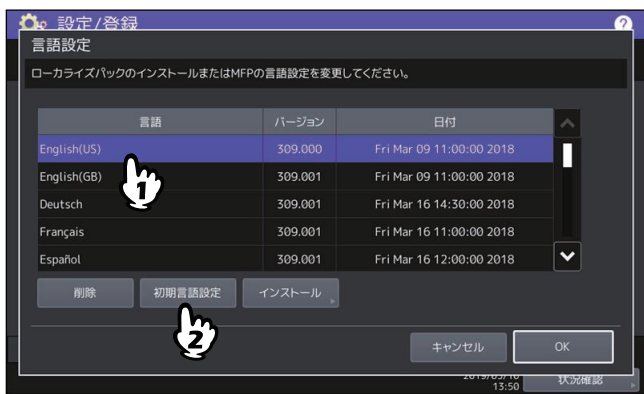 設定/登録
?
言語設定
ローカライズパックのインストールまたはMFPの言語設定を変更してください。
言語 バージョン 日付
English(US) 309.000 Fri Mar 09 11:00:00 2018
English(GB) 309.001 Fri Mar 09 11:00:00 2018
1
Deutsch 309.001 Fri Mar 16 14:30:00 2018
Français 309.001 Fri Mar 16 11:00:00 2018
Español 309.001 Fri Mar 16 12:00:00 2018
削除 初期言語設定 インストール
2
キャンセル OK
13:50 状況確認